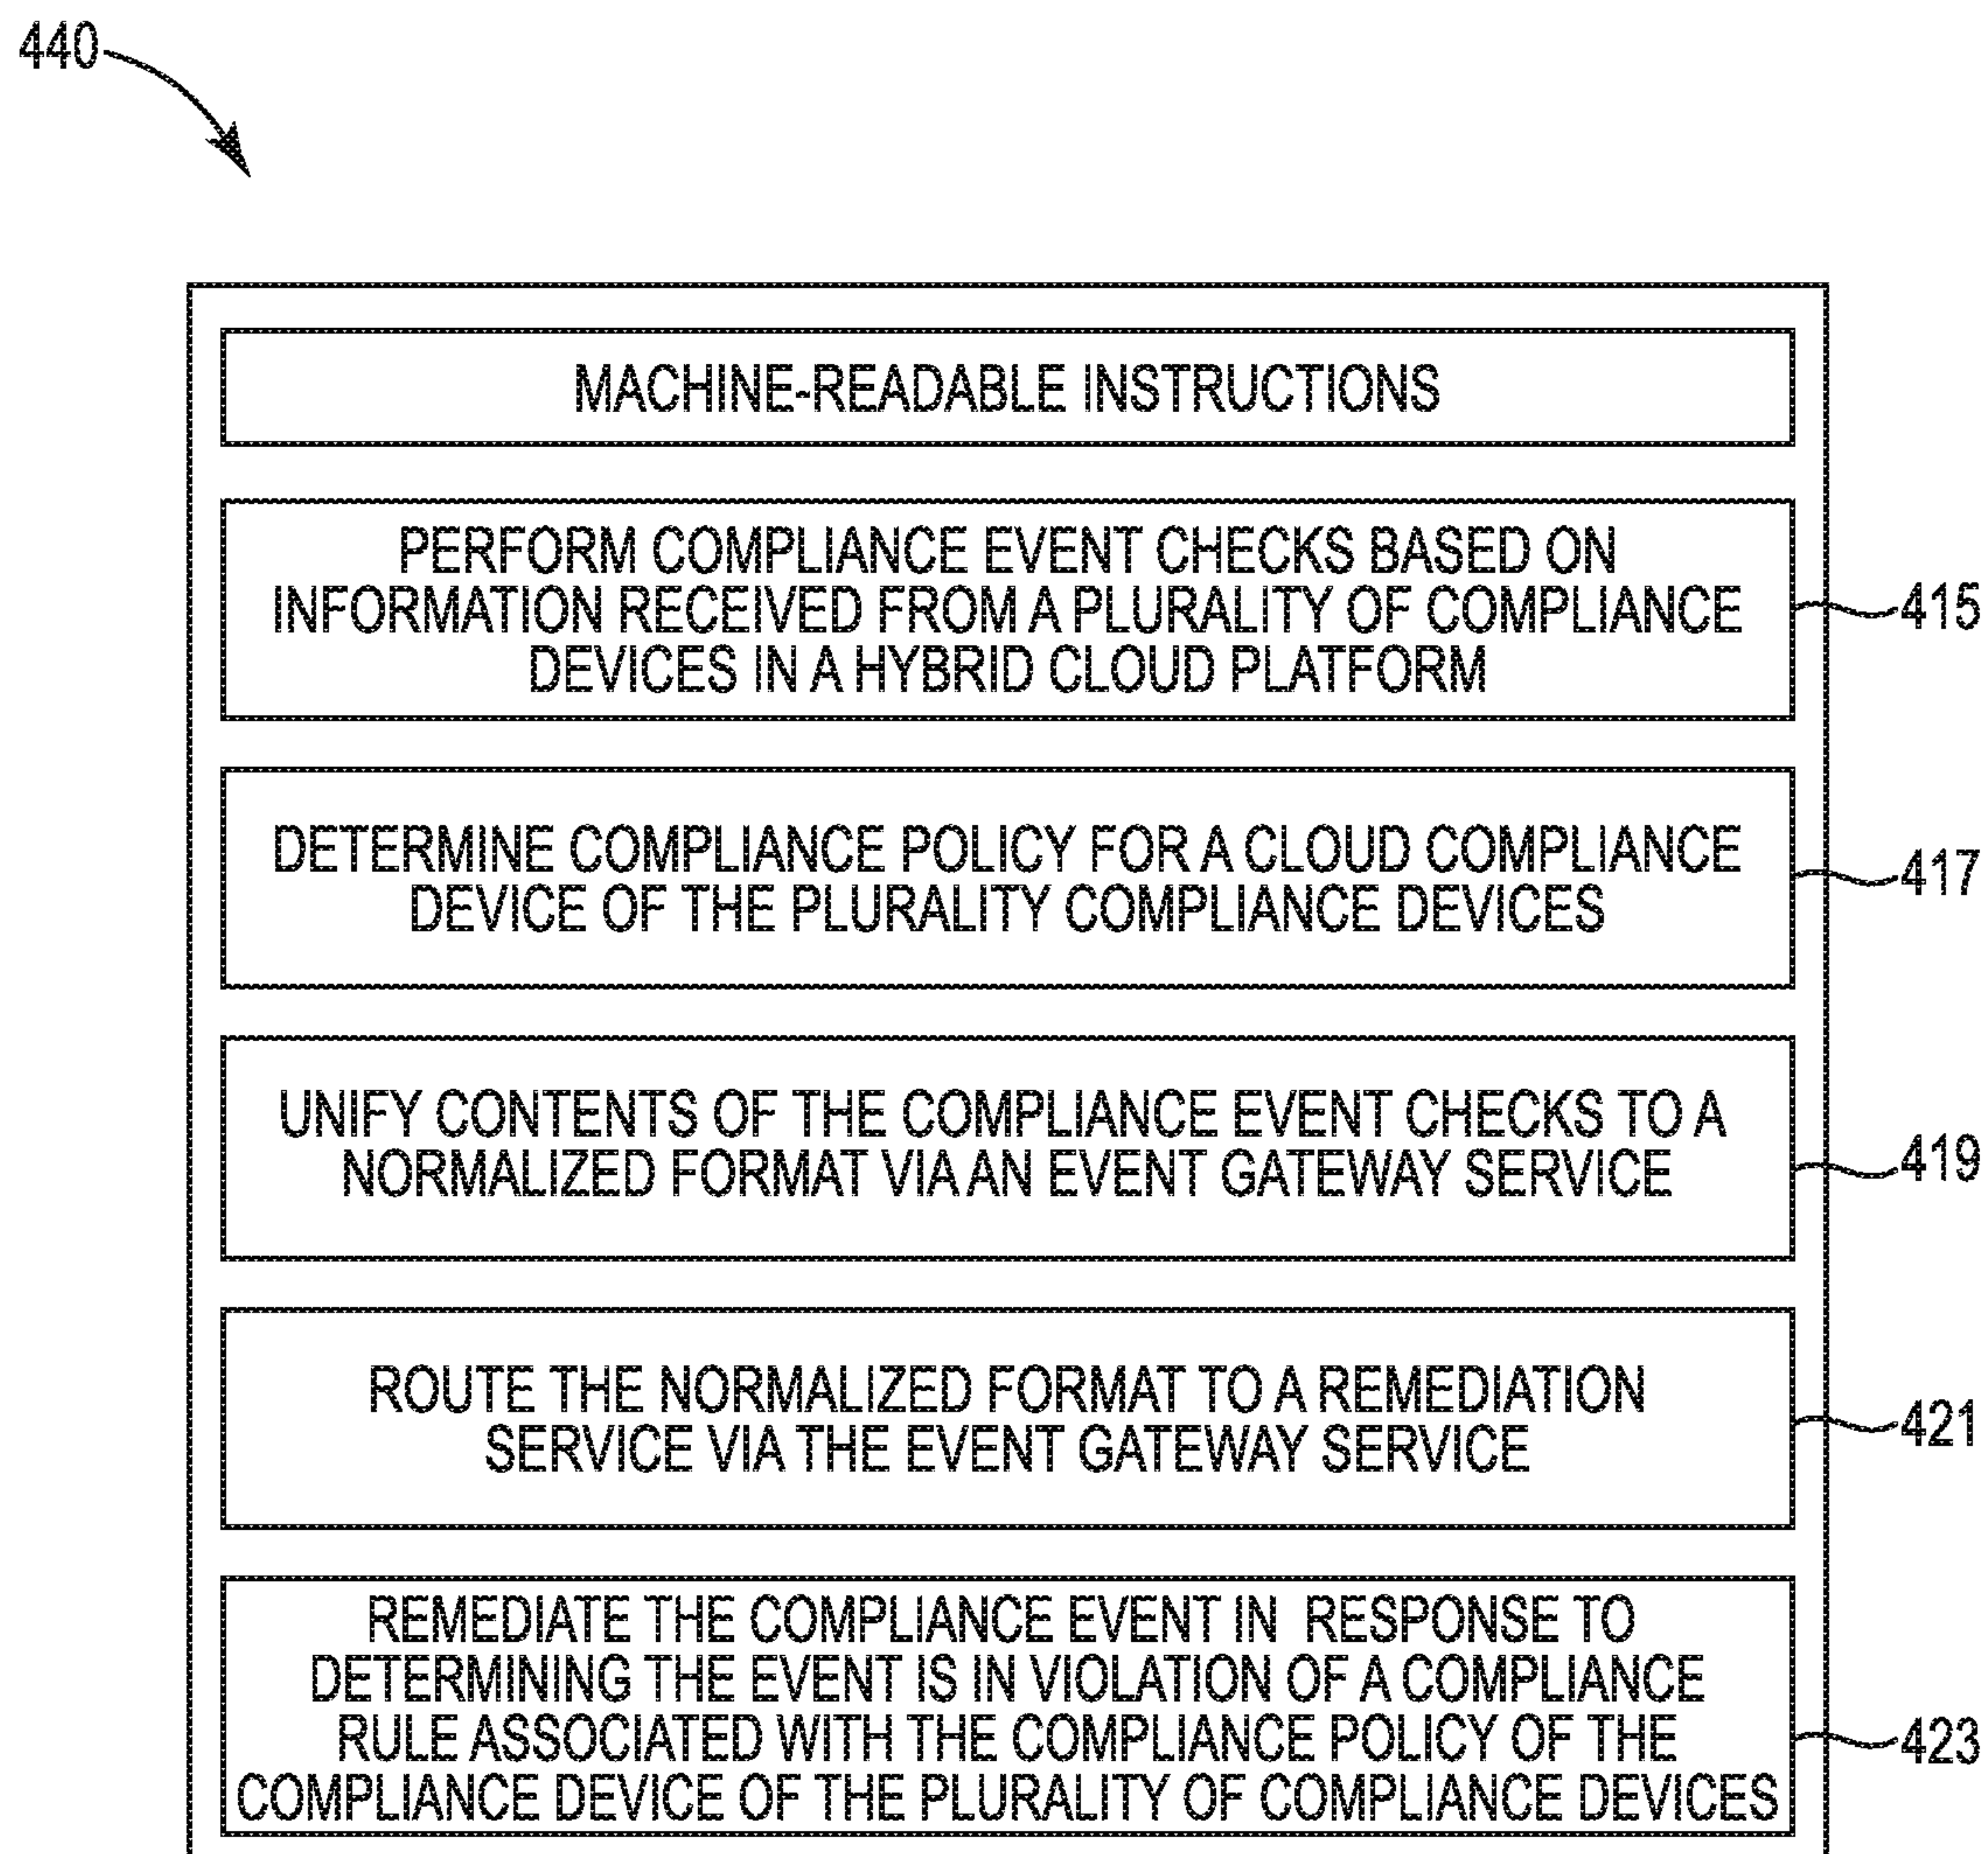 440
MACHINE-READABLE INSTRUCTIONS
PERFORM COMPLIANCE EVENT CHECKS BASED ON
INFORMATION RECEIVED FROM A PLURALITY OF COMPLIANCE
DEVICES IN A HYBRID CLOUD PLATFORM
415
DETERMINE COMPLIANCE POLICY FOR A CLOUD COMPLIANCE
DEVICE OF THE PLURALITY COMPLIANCE DEVICES
417
UNIFY CONTENTS OF THE COMPLIANCE EVENT CHECKS TO A
NORMALIZED FORMAT VIA AN EVENT GATEWAY SERVICE
419
ROUTE THE NORMALIZED FORMAT TO A REMEDIATION
SERVICE VIA THE EVENT GATEWAY SERVICE
421
REMEDIATE THE COMPLIANCE EVENT IN RESPONSE TO
DETERMINING THE EVENT IS IN VIOLATION OF A COMPLIANCE
RULE ASSOCIATED WITH THE COMPLIANCE POLICY OF THE
COMPLIANCE DEVICE OF THE PLURALITY OF COMPLIANCE DEVICES
423